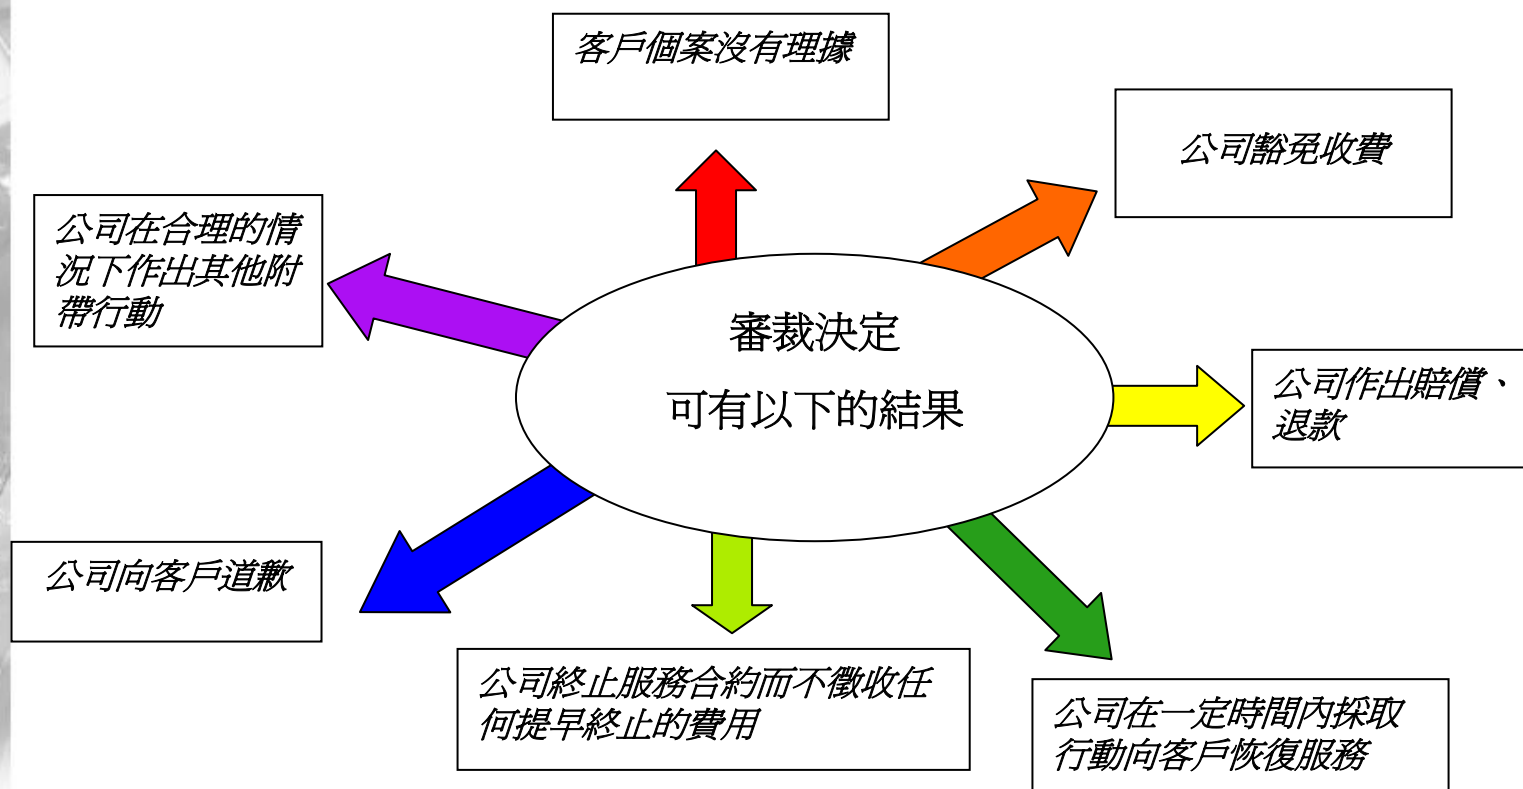 客戶個案沒有理據
公司豁免收費
公司在合理的情
況下作出其他附
帶行動
審裁決定
可有以下的結果
公司作出賠償、
退款
公司向客戶道歉
公司終止服務合約而不徵收任
何提早終止的費用
公司在一定時間內採取
行動向客戶恢復服務